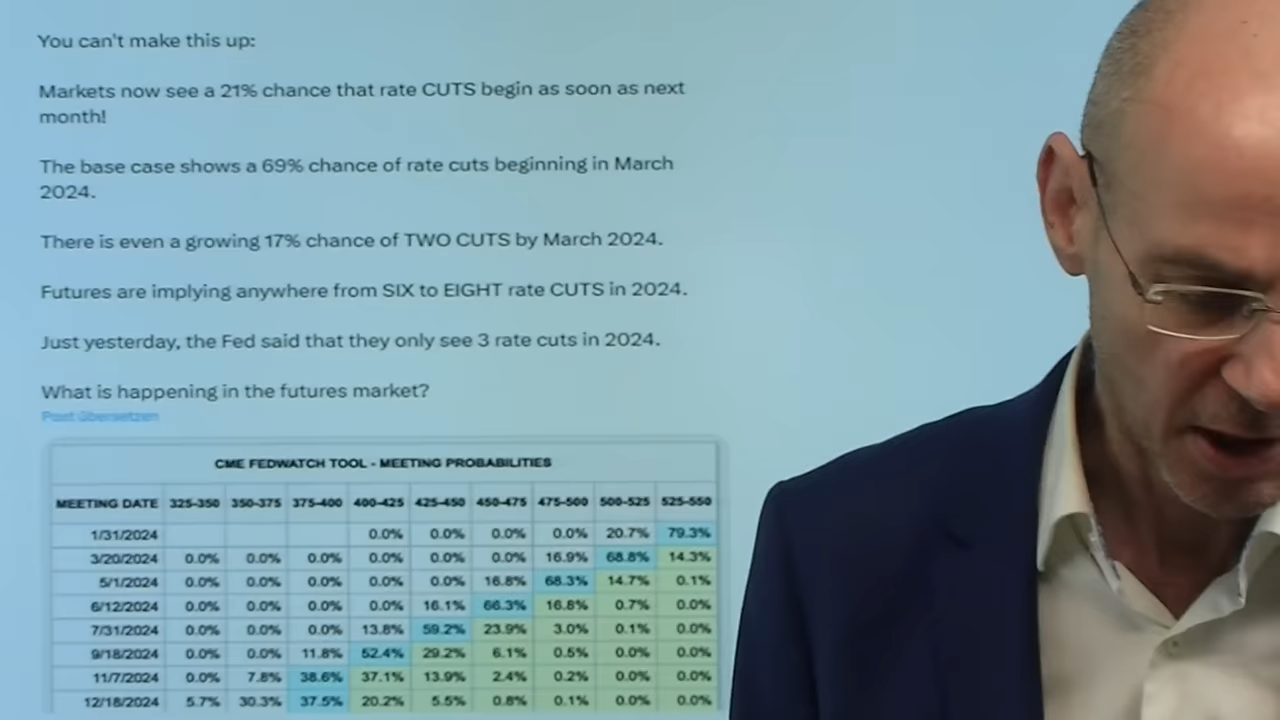 You can't make this up:
Markets now see a 21% chance that rate CUTS begin as soon as next
month!
The base case shows a 69% chance of rate cuts beginning in March
2024.
There is even a growing 17% chance of TWO CUTS by March 2024.
Futures are implying anywhere from SIX to EIGHT rate CUTS in 2024.
Just yesterday, the Fed said that they only see 3 rate cuts in 2024.
What is happening in the futures market?
Post übersetzen
CME FEDWATCH TOOL - MEETING PROBABILITIES
MEETING DATE 325-350 350-375 375-400 400-425 425-450 450-475 475-500 500-525 525-550
1/31/2024 0.0% 0.0% 0.0% 0.0% 20.7% 79.3%
3/20/2024 0.0% 0.0% 0.0% 0.0% 0.0% 0.0% 16.9% 68.8% 14.3%
5/1/2024 0.0% 0.0% 0.0% 0.0% 0.0% 16.8% 68.3% 14.7% 0.1%
6/12/2024 0.0% 0.0% 0.0% 0.0% 16.1% 66.3% 16.8% 0.7% 0.0%
7/31/2024 0.0% 0.0% 0.0% 13.8% 59.2% 23.9% 3.0% 0.1% 0.0%
9/18/2024 0.0% 0.0% 11.8% 52.4% 29.2% 6.1% 0.5% 0.0% 0.0%
11/7/2024 0.0% 7.8% 38.6% 37.1% 13.9% 2.4% 0.2% 0.0% 0.0%
12/18/2024 5.7% 30.3% 37.5% 20.2% 5.5% 0.8% 0.1% 0.0% 0.0%